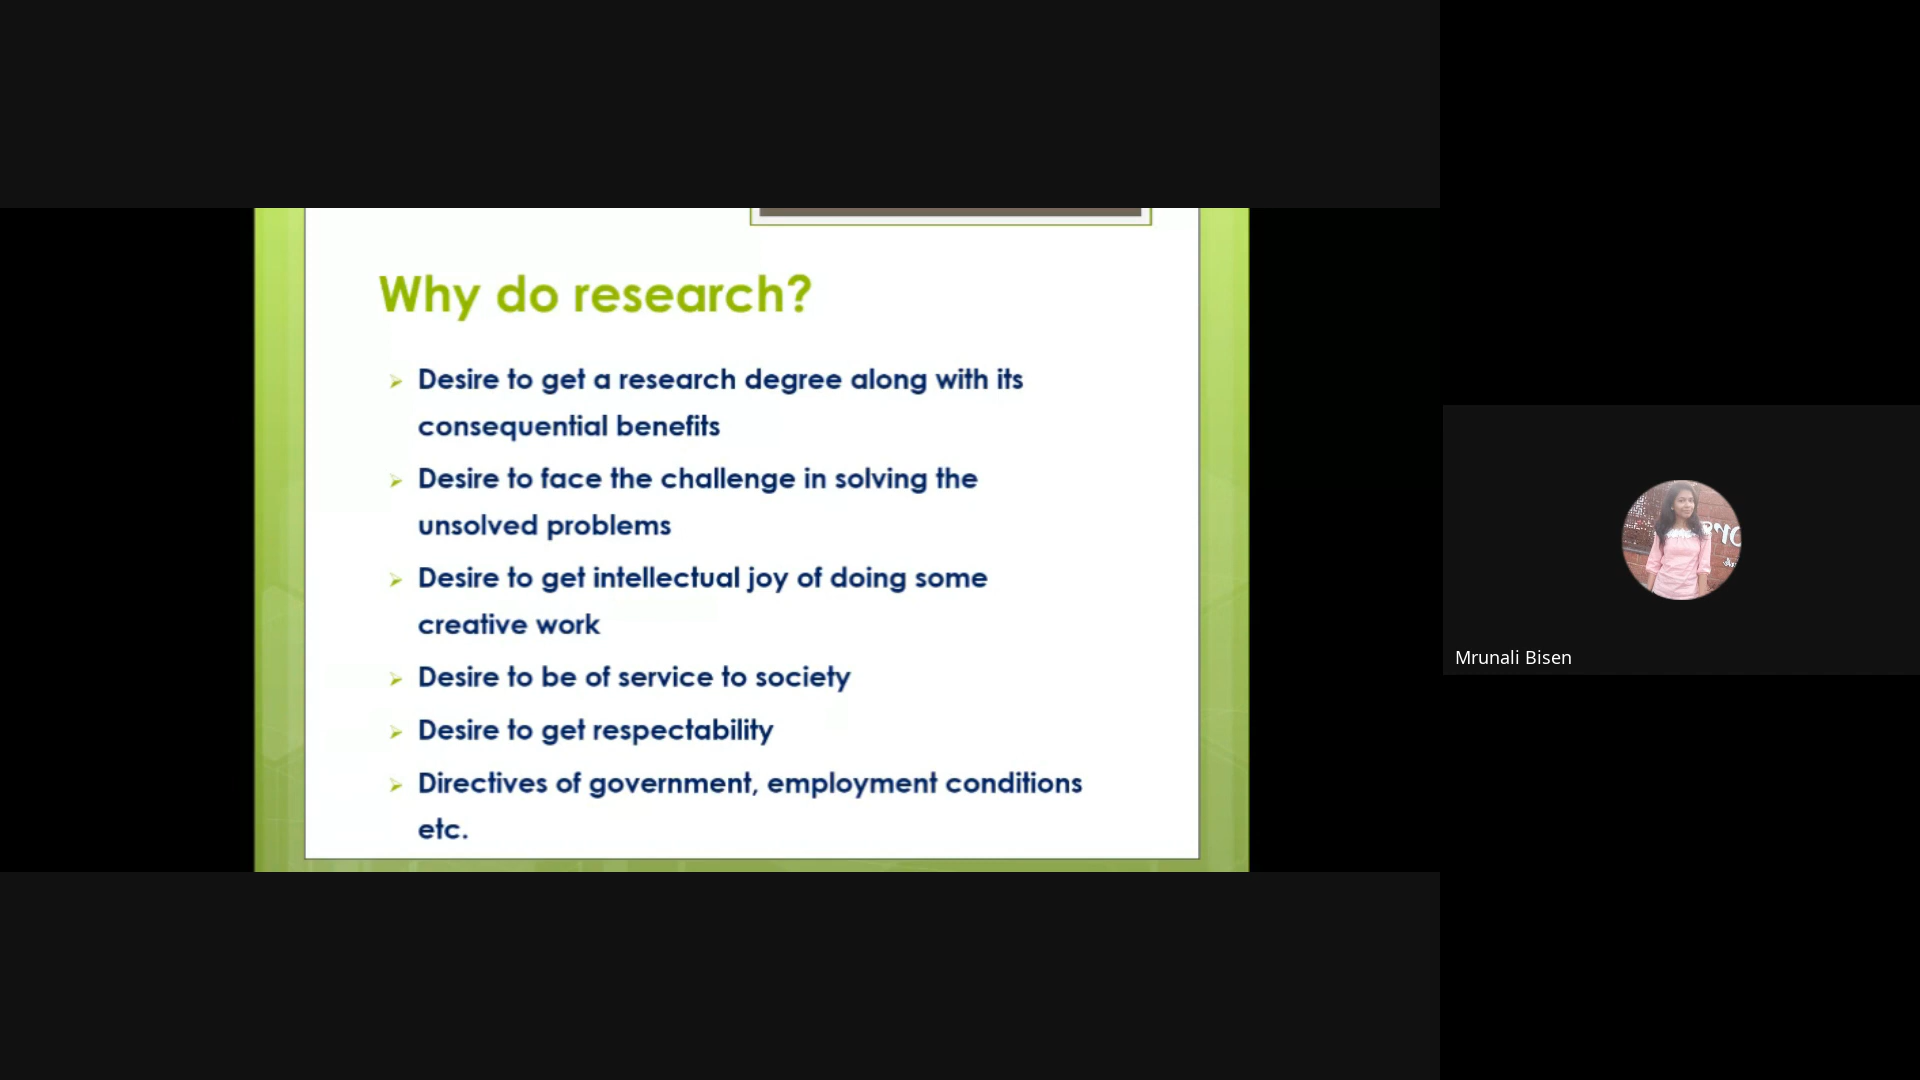 Why do research?
Desire to get a research degree along with its
consequential benefits
Desire to face the challenge in solving the
unsolved problems
Desire to get intellectual joy of doing some
creative work
Desire to be of service to society
Desire to get respectability
Directives of government, employment conditions
etc.
Mrunali Bisen